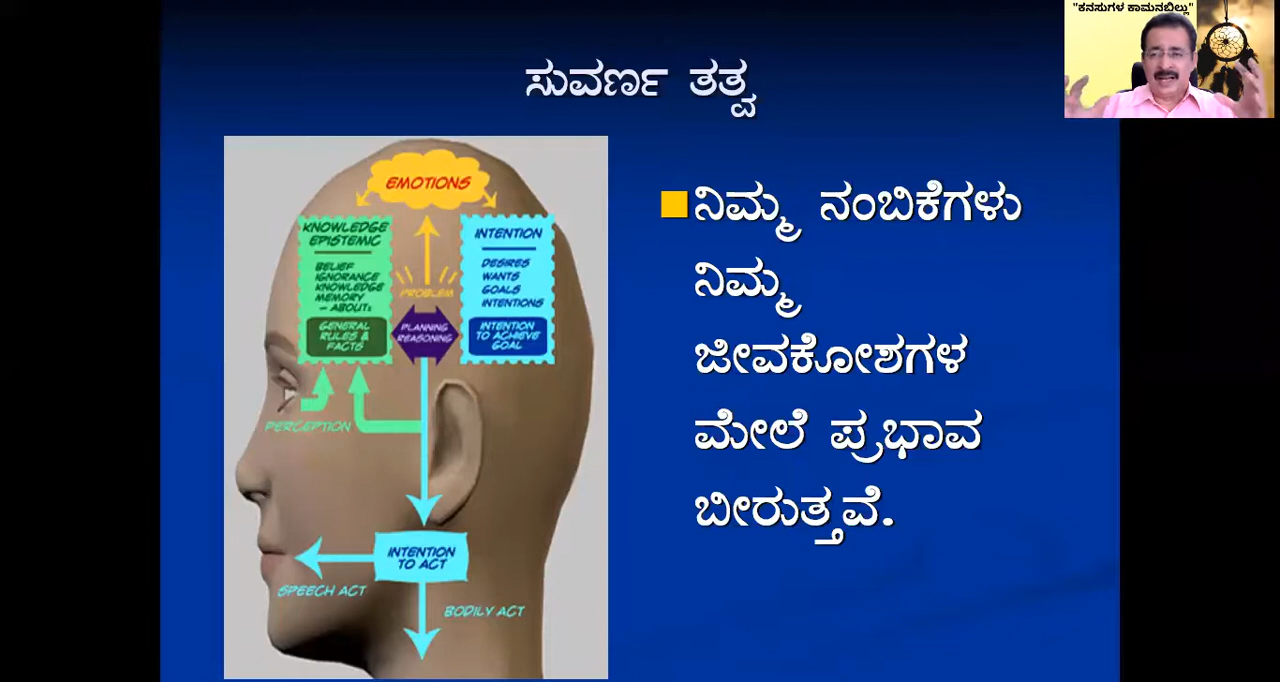 "ಕನಸುಗಳ ಕಾಮನಬಿಲ್ಲು"
ಸುವರ್ಣ ತತ್ವ
EMOTIONS
KNOWLEDGE
EPISTEMIC
BELIEF
IGNORANCE
KNOWLEDGE
MEMORY
- ABOUT:
GENERAL
RULES &
FACTS
PROBLEM
PLANNING
REASONING
INTENTION
DESIRES
WANTS
GOALS
INTENTIONS
INTENTION
TO ACHIEVE
GOAL
PERCEPTION
INTENTION
TO ACT
SPEECH ACT
BODILY ACT
ನಿಮ್ಮ ನಂಬಿಕೆಗಳು
ನಿಮ್ಮ
ಜೀವಕೋಶಗಳ
ಮೇಲೆ ಪ್ರಭಾವ
ಬೀರುತ್ತವೆ.